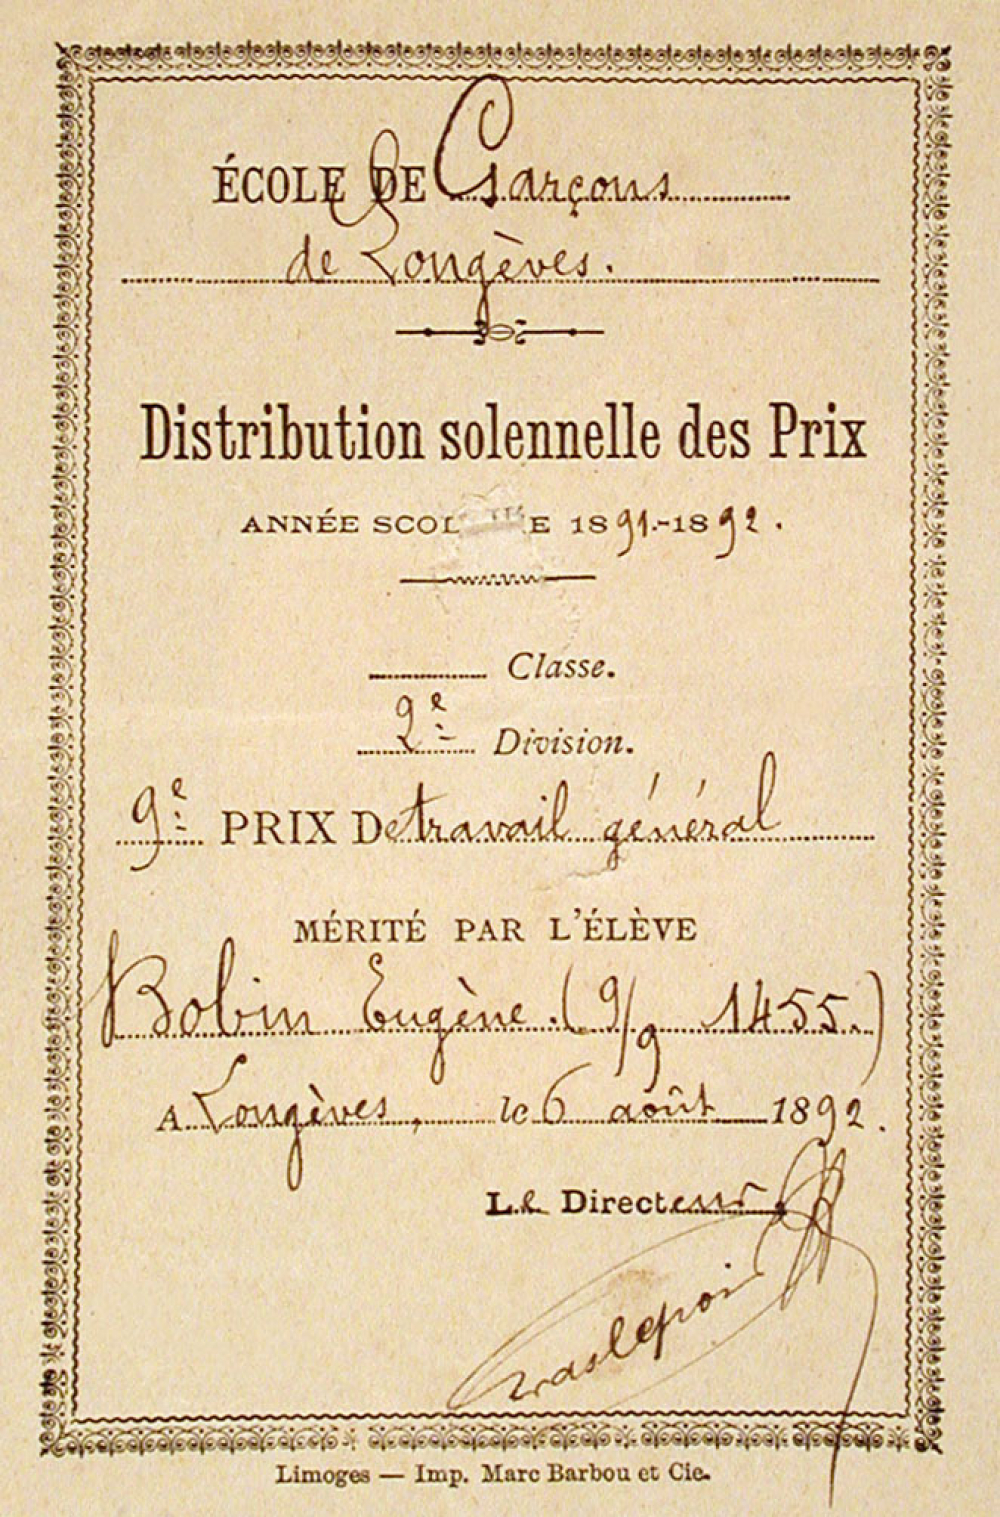 ÉCOLE DE Garçons
de Longèves.
Distribution solennelle des Prix
ANNÉE 1891.-1892.
Classe.
2e Division.
9e PRIX De travail général
MÉRITÉ PAR L'ÉLÈVE
Robin Eugène. (9/9 1455.)
A Longèves, le 6 août 1892.
Le Directeur,
Limoges — Imp. Marc Barbou et Cie.